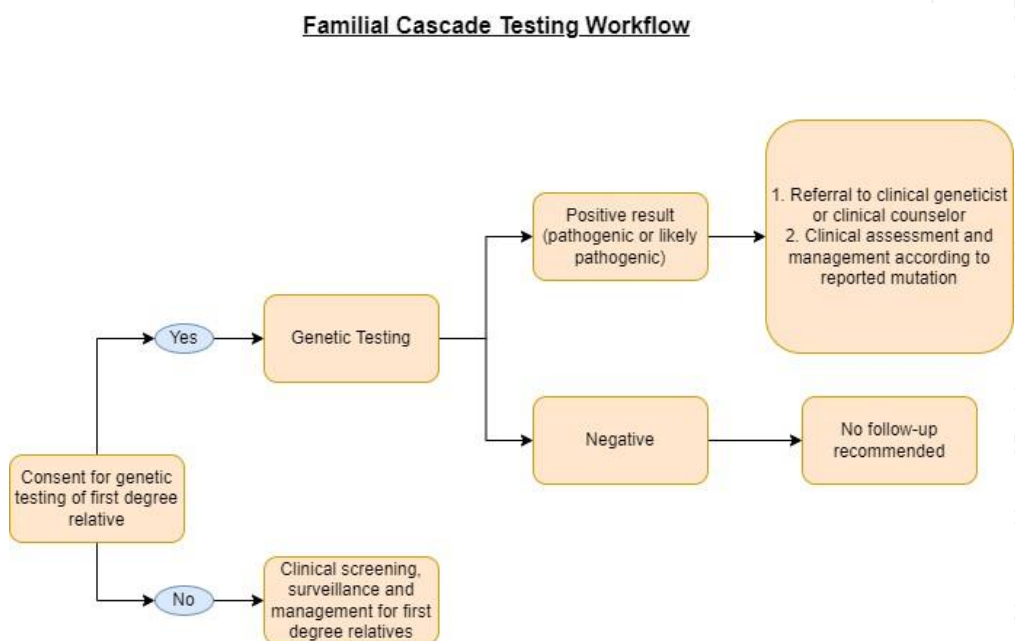 Familial Cascade Testing Workflow
1. Referral to clinical geneticist
or clinical counselor
2. Clinical assessment and
management according to
reported mutation
Positive result
(pathogenic or likely
pathogenic)
Yes
Genetic Testing
Negative
No follow-up
recommended
Consent for genetic
testing of first degree
relative
No
Clinical screening,
surveillance and
management for first
degree relatives